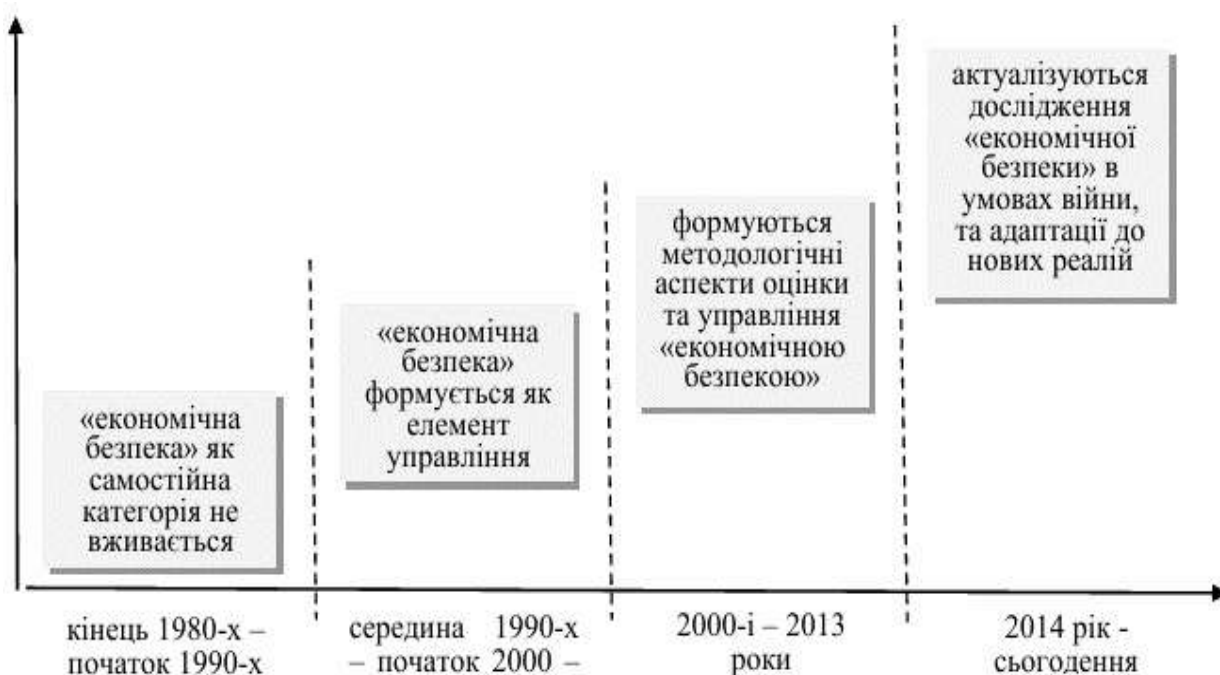 «економічна
безпека» як
самостійна
категорія не
вживається
«економічна
безпека»
формується як
елемент
управління
формуються
методологічні
аспекти оцінки
та управління
«економічною
безпекою»
актуалізуються
дослідження
«економічної
безпеки» в
умовах війни,
та адаптації до
нових реалій
кінець 1980-х –
початок 1990-х
середина 1990-х
– початок 2000 –
2000-і – 2013
роки
2014 рік -
сьогодення